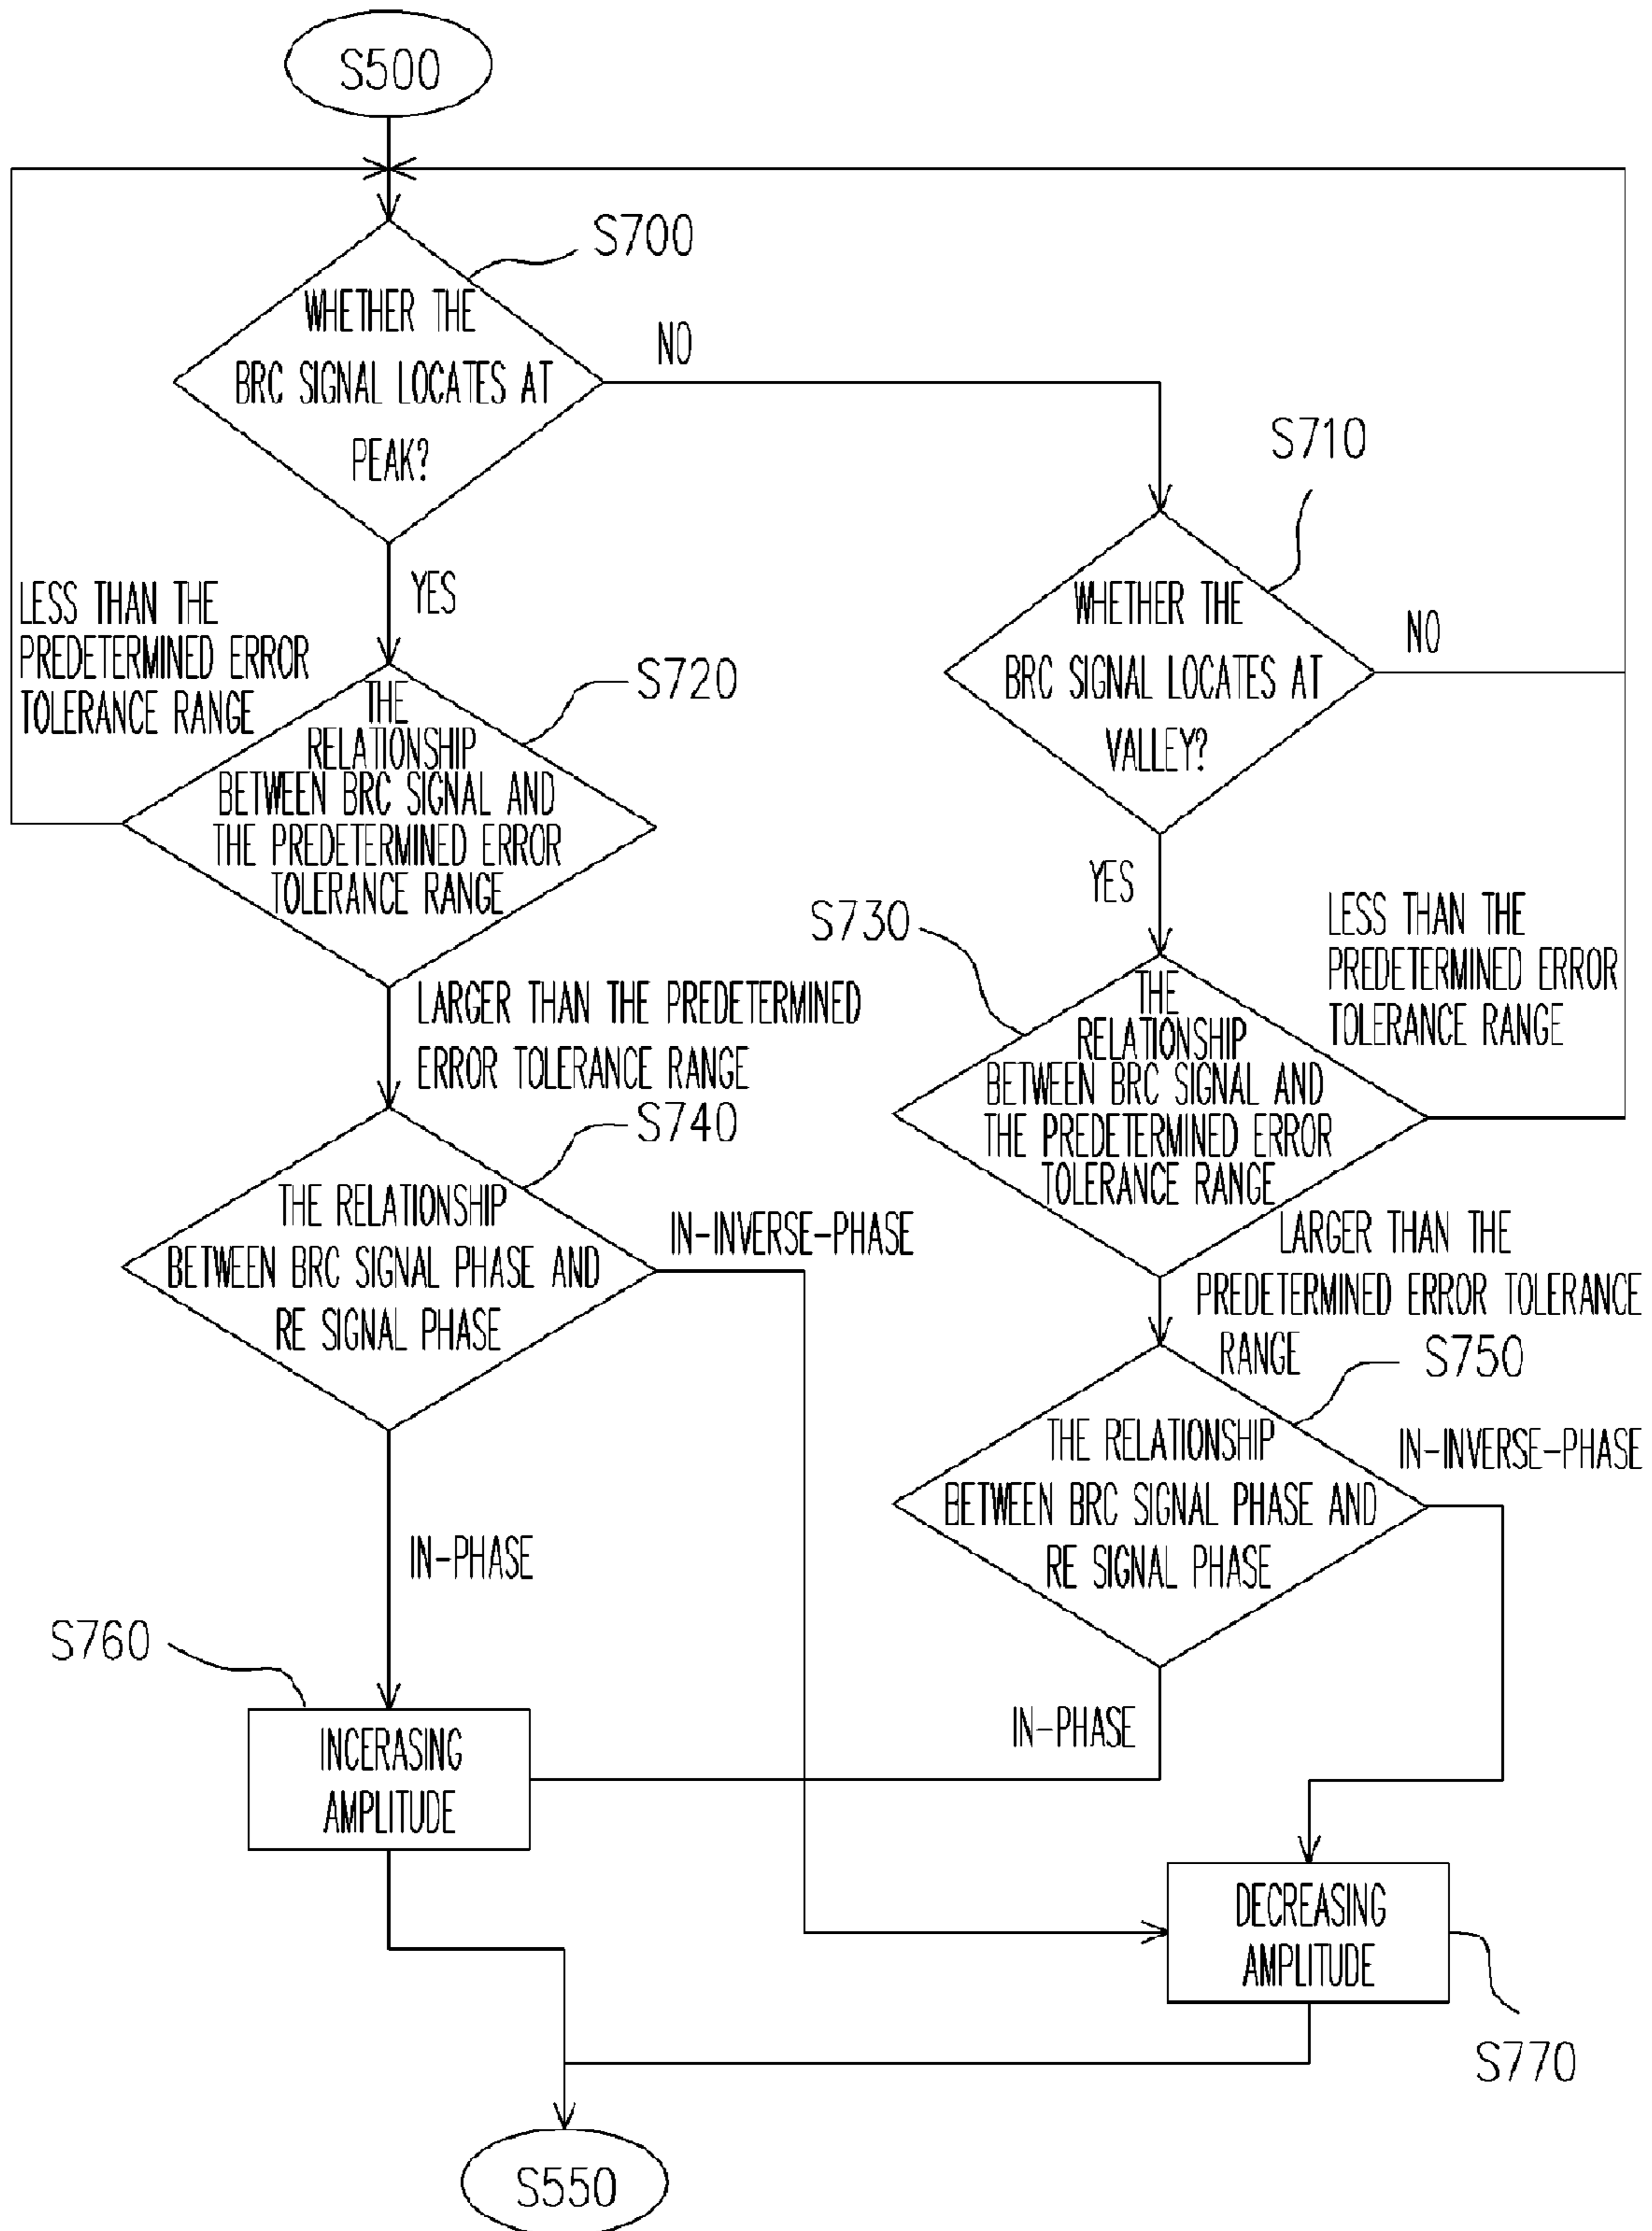 S500
S700
WHETHER THE
BRC SIGNAL LOCATES AT
PEAK?
NO
YES
S710
WHETHER THE
BRC SIGNAL LOCATES AT
VALLEY?
NO
YES
LESS THAN THE
PREDETERMINED ERROR
TOLERANCE RANGE
S720
THE
RELATIONSHIP
BETWEEN BRC SIGNAL AND
THE PREDETERMINED ERROR
TOLERANCE RANGE
LARGER THAN THE PREDETERMINED
ERROR TOLERANCE RANGE
S730
THE
RELATIONSHIP
BETWEEN BRC SIGNAL AND
THE PREDETERMINED ERROR
TOLERANCE RANGE
LESS THAN THE
PREDETERMINED ERROR
TOLERANCE RANGE
LARGER THAN THE
PREDETERMINED ERROR TOLERANCE
RANGE
S740
THE RELATIONSHIP
BETWEEN BRC SIGNAL PHASE AND
RE SIGNAL PHASE
IN-INVERSE-PHASE
IN-PHASE
S750
THE RELATIONSHIP
BETWEEN BRC SIGNAL PHASE AND
RE SIGNAL PHASE
IN-INVERSE-PHASE
IN-PHASE
S760
INCERASING
AMPLITUDE
DECREASING
AMPLITUDE
S770
S550